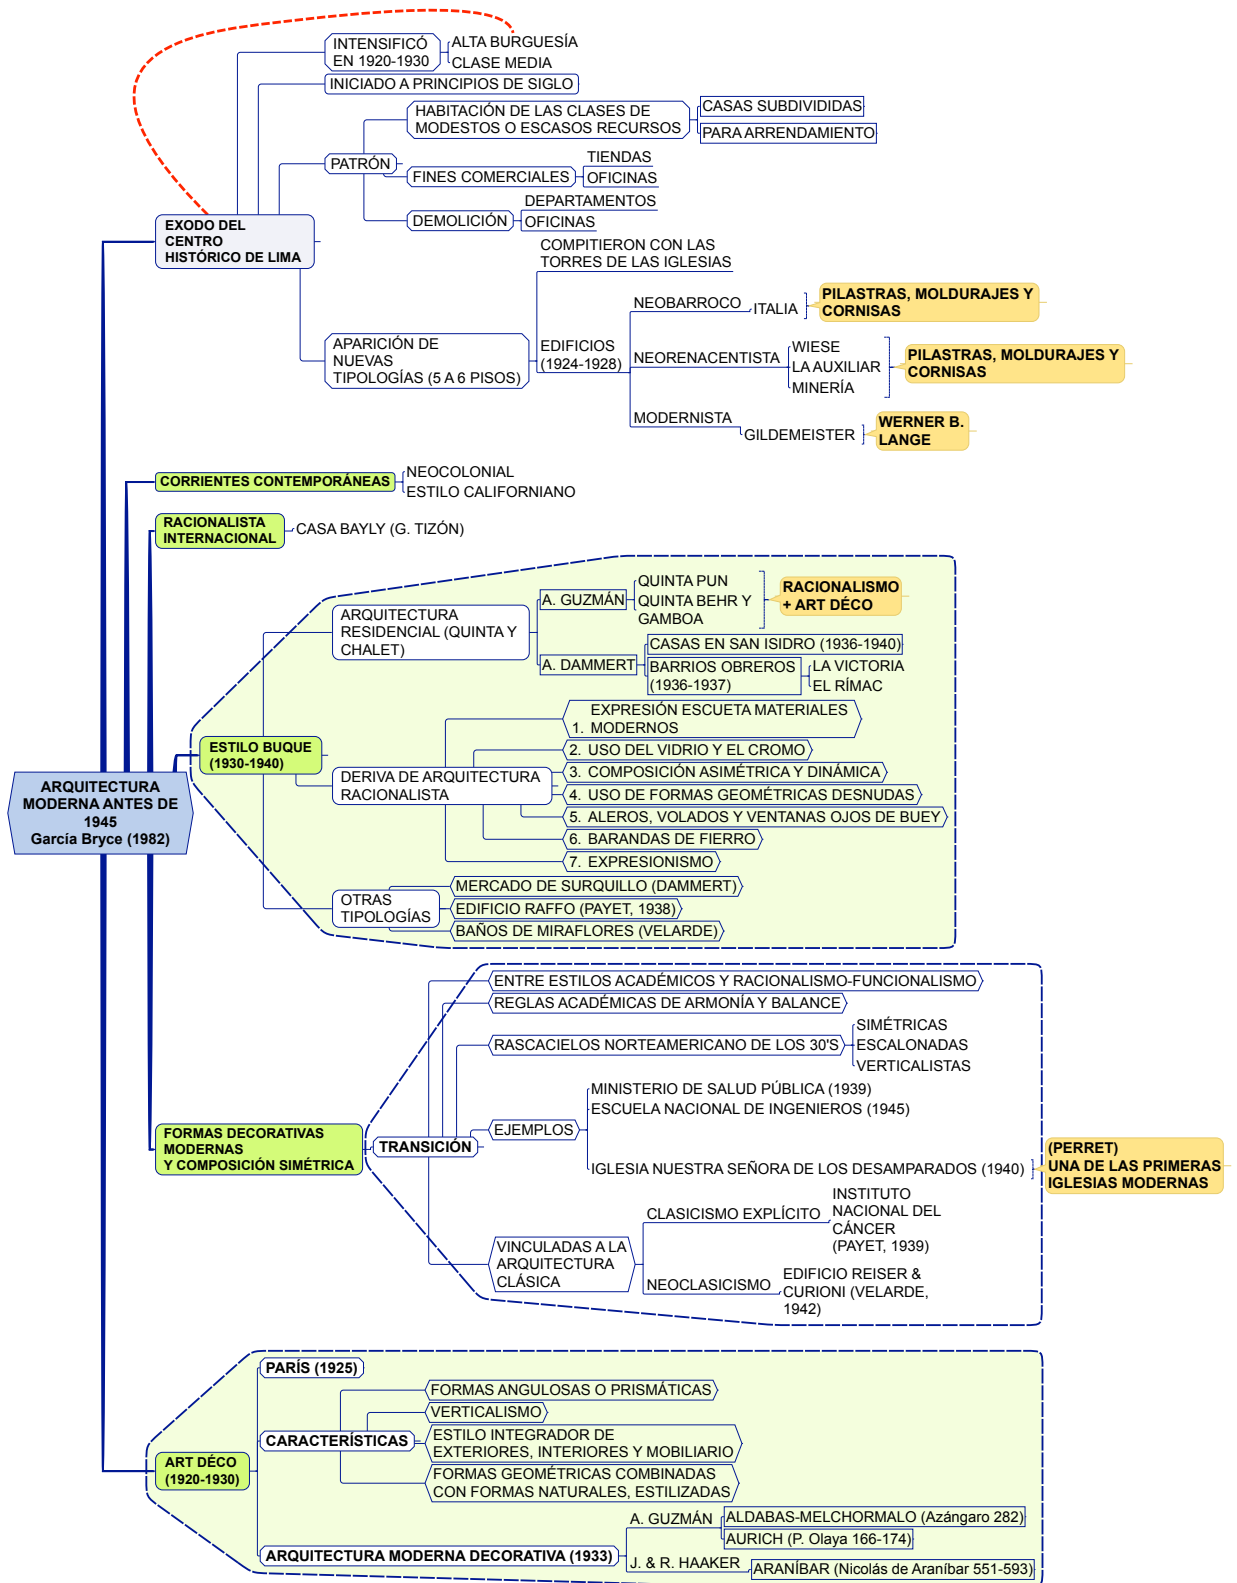 INTENSIFICÓ
EN 1920-1930
ALTA BURGUESÍA
CLASE MEDIA
INICIADO A PRINCIPIOS DE SIGLO
HABITACIÓN DE LAS CLASES DE
MODESTOS O ESCASOS RECURSOS
CASAS SUBDIVIDIDAS
PARA ARRENDAMIENTO
PATRÓN
FINES COMERCIALES
TIENDAS
OFICINAS
DEMOLICIÓN
DEPARTAMENTOS
OFICINAS
EXODO DEL
CENTRO
HISTÓRICO DE LIMA
COMPITIERON CON LAS
TORRES DE LAS IGLESIAS
APARICIÓN DE
NUEVAS
TIPOLOGÍAS (5 A 6 PISOS)
EDIFICIOS
(1924-1928)
NEOBARROCO
ITALIA
PILASTRAS, MOLDURAJES Y
CORNISAS
NEORENACENTISTA
WIESE
LA AUXILIAR
MINERÍA
PILASTRAS, MOLDURAJES Y
CORNISAS
MODERNISTA
GILDEMEISTER
WERNER B.
LANGE
CORRIENTES CONTEMPORÁNEAS
NEOCOLONIAL
ESTILO CALIFORNIANO
RACIONALISTA
INTERNACIONAL
CASA BAYLY (G. TIZÓN)
ARQUITECTURA
RESIDENCIAL (QUINTA Y
CHALET)
A. GUZMÁN
QUINTA PUN
QUINTA BEHR Y
GAMBOA
RACIONALISMO
+ ART DÉCO
A. DAMMERT
CASAS EN SAN ISIDRO (1936-1940)
BARRIOS OBREROS
(1936-1937)
LA VICTORIA
EL RÍMAC
ESTILO BUQUE
(1930-1940)
DERIVA DE ARQUITECTURA
RACIONALISTA
EXPRESIÓN ESCUETA MATERIALES
1. MODERNOS
2. USO DEL VIDRIO Y EL CROMO
3. COMPOSICIÓN ASIMÉTRICA Y DINÁMICA
4. USO DE FORMAS GEOMÉTRICAS DESNUDAS
5. ALEROS, VOLADOS Y VENTANAS OJOS DE BUEY
6. BARANDAS DE FIERRO
7. EXPRESIONISMO
OTRAS
TIPOLOGÍAS
MERCADO DE SURQUILLO (DAMMERT)
EDIFICIO RAFFO (PAYET, 1938)
BAÑOS DE MIRAFLORES (VELARDE)
ARQUITECTURA
MODERNA ANTES DE
1945
García Bryce (1982)
FORMAS DECORATIVAS
MODERNAS
Y COMPOSICIÓN SIMÉTRICA
TRANSICIÓN
ENTRE ESTILOS ACADÉMICOS Y RACIONALISMO-FUNCIONALISMO
REGLAS ACADÉMICAS DE ARMONÍA Y BALANCE
RASCACIELOS NORTEAMERICANO DE LOS 30'S
SIMÉTRICAS
ESCALONADAS
VERTICALISTAS
EJEMPLOS
MINISTERIO DE SALUD PÚBLICA (1939)
ESCUELA NACIONAL DE INGENIEROS (1945)
IGLESIA NUESTRA SEÑORA DE LOS DESAMPARADOS (1940)
(PERRET)
UNA DE LAS PRIMERAS
IGLESIAS MODERNAS
VINCULADAS A LA
ARQUITECTURA
CLÁSICA
CLASICISMO EXPLÍCITO
INSTITUTO
NACIONAL DEL
CÁNCER
(PAYET, 1939)
NEOCLASICISMO
EDIFICIO REISER &
CURIONI (VELARDE,
1942)
ART DÉCO
(1920-1930)
PARÍS (1925)
CARACTERÍSTICAS
FORMAS ANGULOSAS O PRISMÁTICAS
VERTICALISMO
ESTILO INTEGRADOR DE
EXTERIORES, INTERIORES Y MOBILIARIO
FORMAS GEOMÉTRICAS COMBINADAS
CON FORMAS NATURALES, ESTILIZADAS
ARQUITECTURA MODERNA DECORATIVA (1933)
A. GUZMÁN
ALDABAS-MELCHORMALO (Azángaro 282)
AURICH (P. Olaya 166-174)
J. & R. HAAKER
ARANÍBAR (Nicolás de Araníbar 551-593)